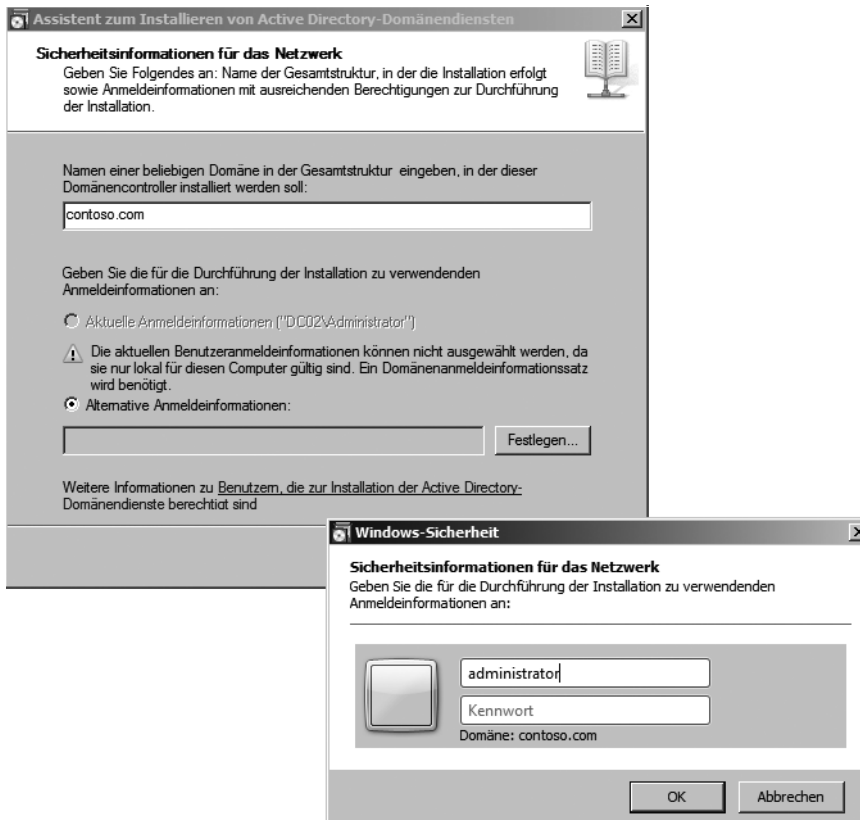 Assistent zum Installieren von Active Directory-Domänendiensten
Sicherheitsinformationen für das Netzwerk
Geben Sie Folgendes an: Name der Gesamtstruktur, in der die Installation erfolgt
sowie Anmeldeinformationen mit ausreichenden Berechtigungen zur Durchführung
der Installation.
Namen einer beliebigen Domäne in der Gesamtstruktur eingeben, in der dieser
Domänencontroller installiert werden soll:
contoso.com
Geben Sie die für die Durchführung der Installation zu verwendenden
Anmeldeinformationen an:
Aktuelle Anmeldeinformationen ("DC02\Administrator")
Die aktuellen Benutzeranmeldeinformationen können nicht ausgewählt werden, da
sie nur lokal für diesen Computer gültig sind. Ein Domänenanmeldeinformationssatz
wird benötigt.
Alternative Anmeldeinformationen:
Festlegen...
Weitere Informationen zu Benutzern, die zur Installation der Active Directory-
Domänendienste berechtigt sind
Windows-Sicherheit
Sicherheitsinformationen für das Netzwerk
Geben Sie die für die Durchführung der Installation zu verwendenden
Anmeldeinformationen an:
administrator
Kennwort
Domäne: contoso.com
OK
Abbrechen